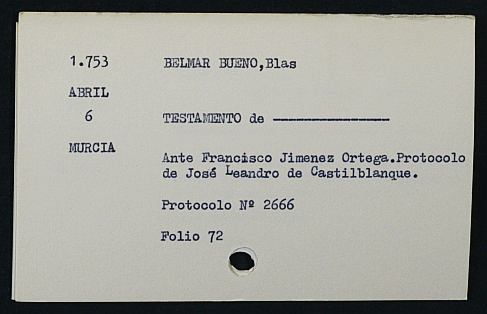 1.753 BELMAR BUENO,Blas
ABRIL
6 TESTAMENTO de ---------------
MURCIA
Ante Francisco Jimenez Ortega.Protocolo
de José Leandro de Castilblanque.
Protocolo Nº 2666
Folio 72